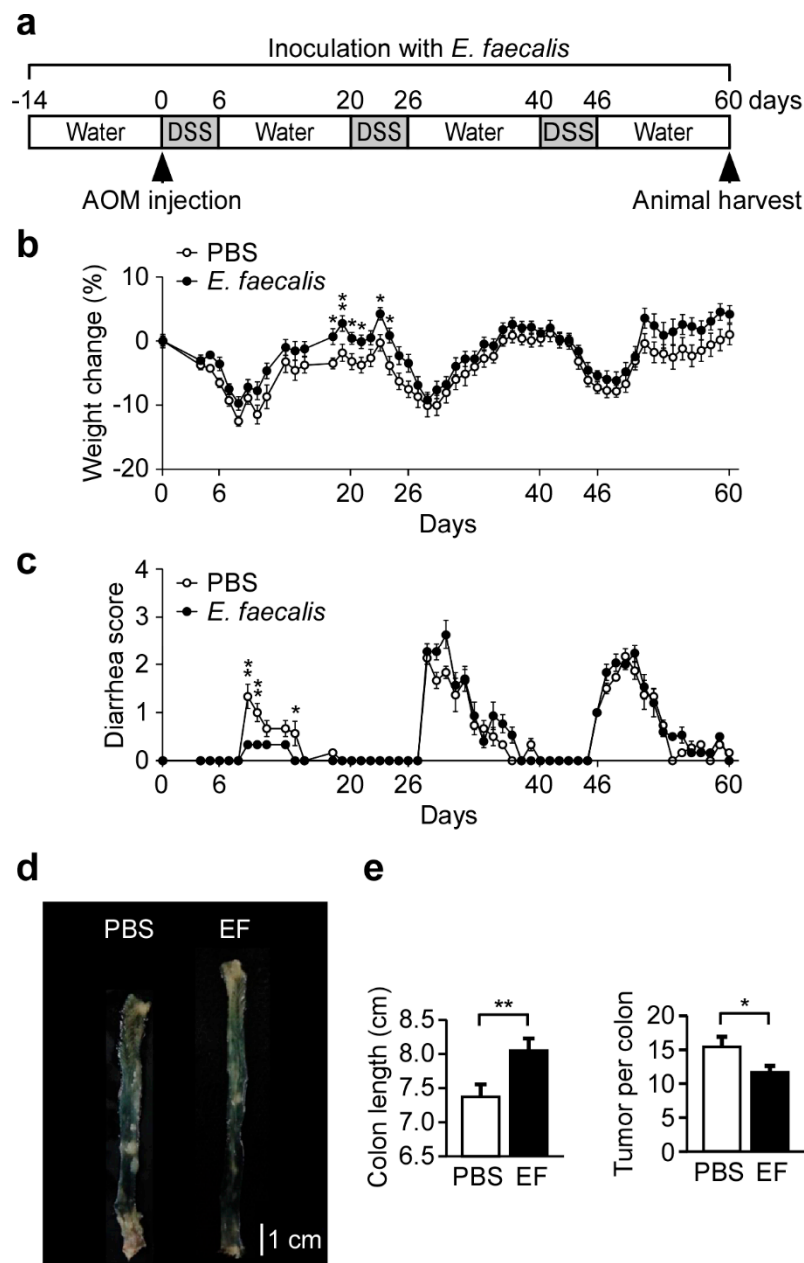 a
Inoculation with E. faecalis
-14 0 6 20 26 40 46 60 days
Water DSS Water DSS Water DSS Water
AOM injection Animal harvest
b
PBS
E. faecalis
Weight change (%)
10
0
-10
-20
* ** * * * *
0 6 20 26 40 46 60
Days
c
PBS
E. faecalis
Diarrhea score
4
3
2
1
0
** ** *
0 6 20 26 40 46 60
Days
d
PBS EF
1 cm
e
Colon length (cm)
8.5
8.0
7.5
7.0
6.5
**
PBS EF
Tumor per colon
20
15
10
5
0
*
PBS EF